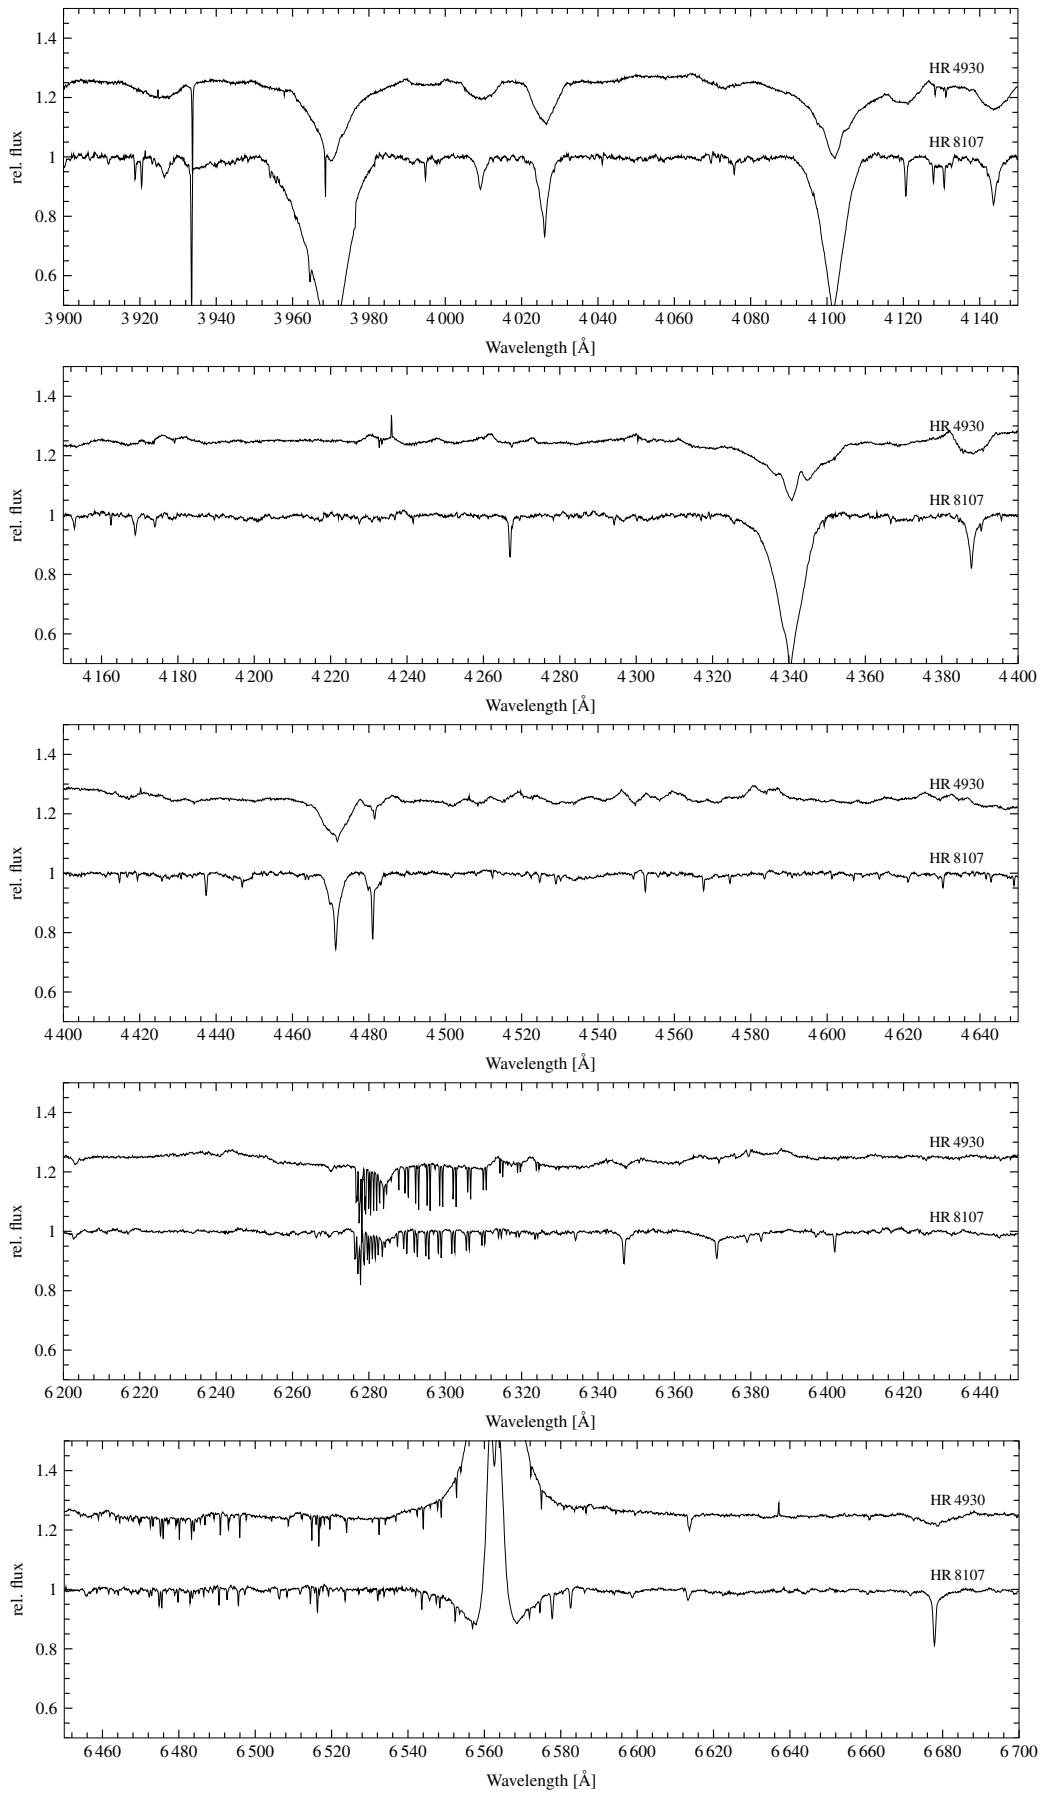 1.4
1.2
1
0.8
0.6
rel. flux
HR 4930
HR 8107
3 900 3 920 3 940 3 960 3 980 4 000 4 020 4 040 4 060 4 080 4 100 4 120 4 140
Wavelength [Å]
1.4
1.2
1
0.8
0.6
rel. flux
HR 4930
HR 8107
4 160 4 180 4 200 4 220 4 240 4 260 4 280 4 300 4 320 4 340 4 360 4 380 4 400
Wavelength [Å]
1.4
1.2
1
0.8
0.6
rel. flux
HR 4930
HR 8107
4 400 4 420 4 440 4 460 4 480 4 500 4 520 4 540 4 560 4 580 4 600 4 620 4 640
Wavelength [Å]
1.4
1.2
1
0.8
0.6
rel. flux
HR 4930
HR 8107
6 200 6 220 6 240 6 260 6 280 6 300 6 320 6 340 6 360 6 380 6 400 6 420 6 440
Wavelength [Å]
1.4
1.2
1
0.8
0.6
rel. flux
HR 4930
HR 8107
6 460 6 480 6 500 6 520 6 540 6 560 6 580 6 600 6 620 6 640 6 660 6 680 6 700
Wavelength [Å]